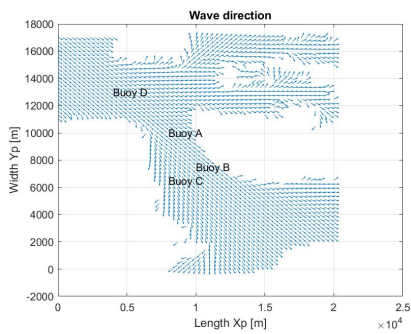 Wave direction
18000
16000
14000
12000
10000
8000
6000
4000
2000
0
-2000
Width Yp [m]
Buoy D
Buoy A
Buoy B
Buoy C
0
0.5
1
1.5
2
2.5
×10⁴
Length Xp [m]